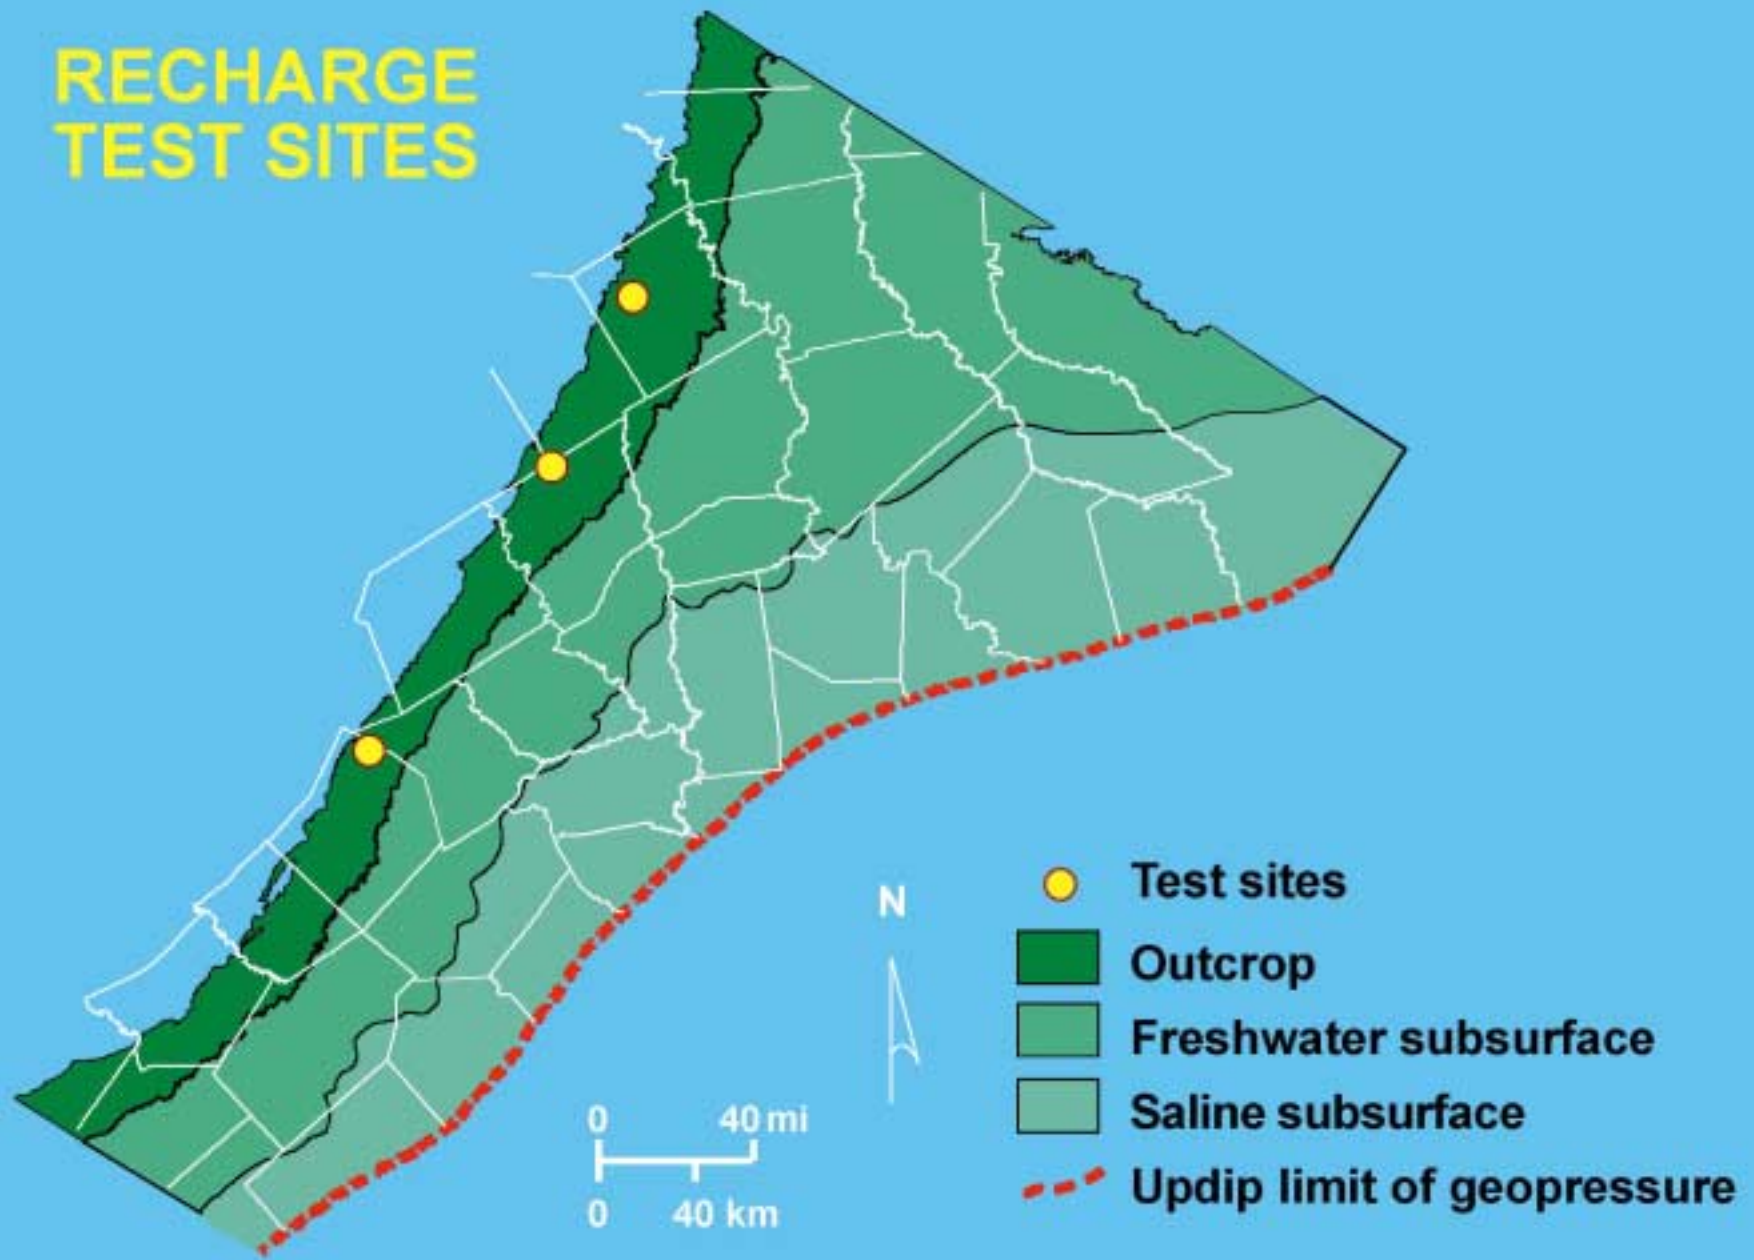 RECHARGE
TEST SITES
N
Test sites
Outcrop
Freshwater subsurface
Saline subsurface
Updip limit of geopressure
0 40 mi
0 40 km